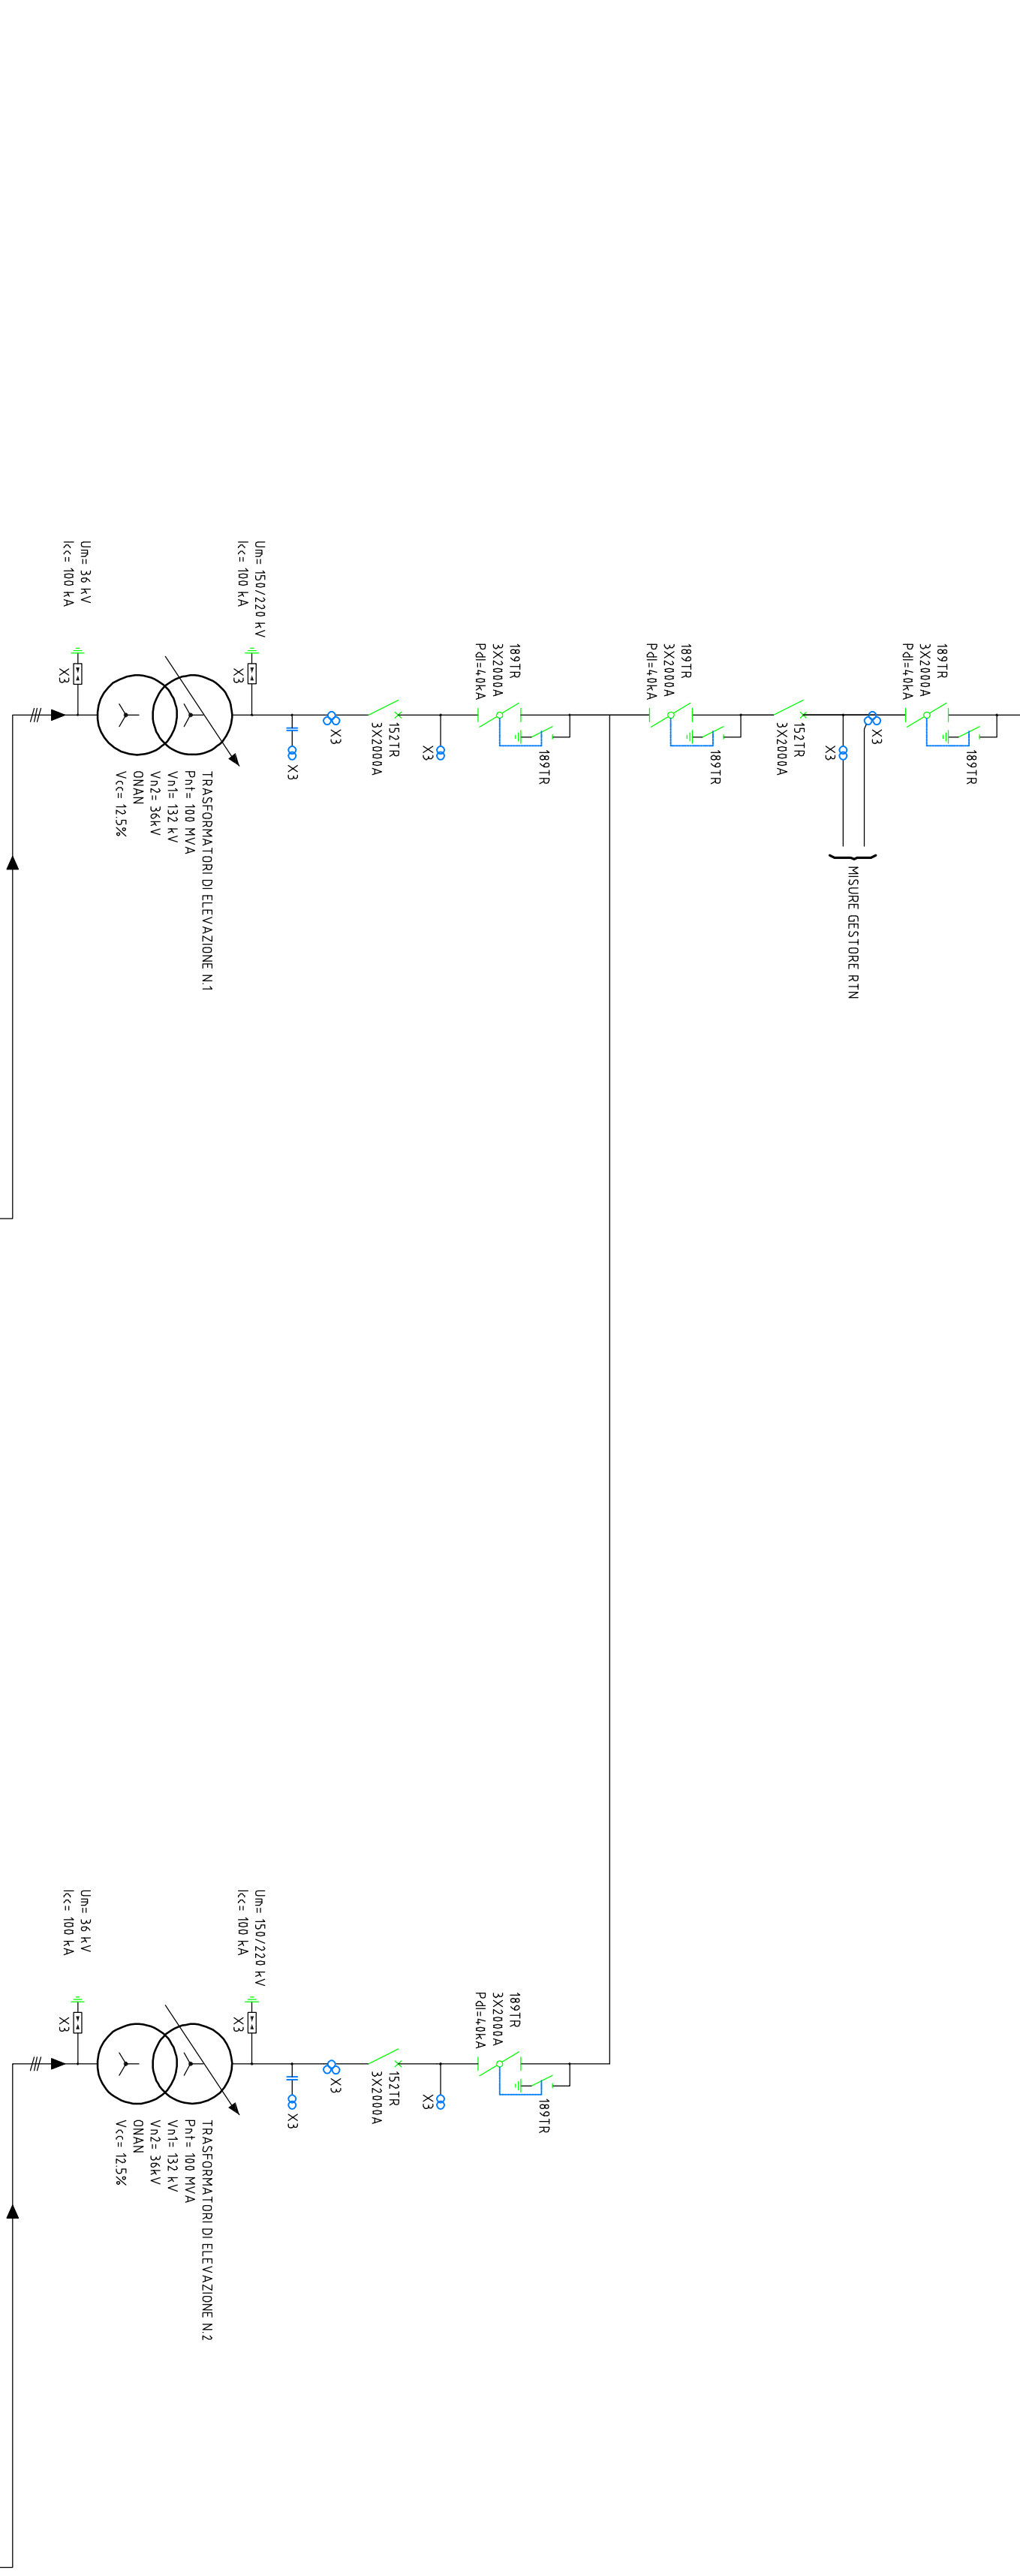 189TR
3X2000A
PdI=40kA
189TR
X3
X3
MISURE GESTORE RTN
152TR
3X2000A
189TR
3X2000A
PdI=40kA
189TR
189TR
3X2000A
PdI=40kA
189TR
X3
152TR
3X2000A
X3
X3
Um= 150/220 kV
Icc= 100 kA
X3
TRASFORMATORI DI ELEVAZIONE N.1
Pnt= 100 MVA
Vn1= 132 kV
Vn2= 36kV
ONAN
Vcc= 12.5%
Um= 36 kV
Icc= 100 kA
X3
189TR
3X2000A
PdI=40kA
189TR
X3
152TR
3X2000A
X3
X3
Um= 150/220 kV
Icc= 100 kA
X3
TRASFORMATORI DI ELEVAZIONE N.2
Pnt= 100 MVA
Vn1= 132 kV
Vn2= 36kV
ONAN
Vcc= 12.5%
Um= 36 kV
Icc= 100 kA
X3